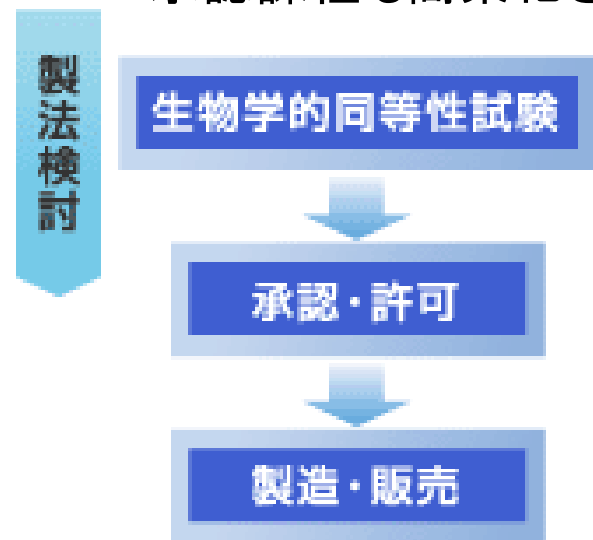 製法検討
生物学的同等性試験
承認・許可
製造・販売